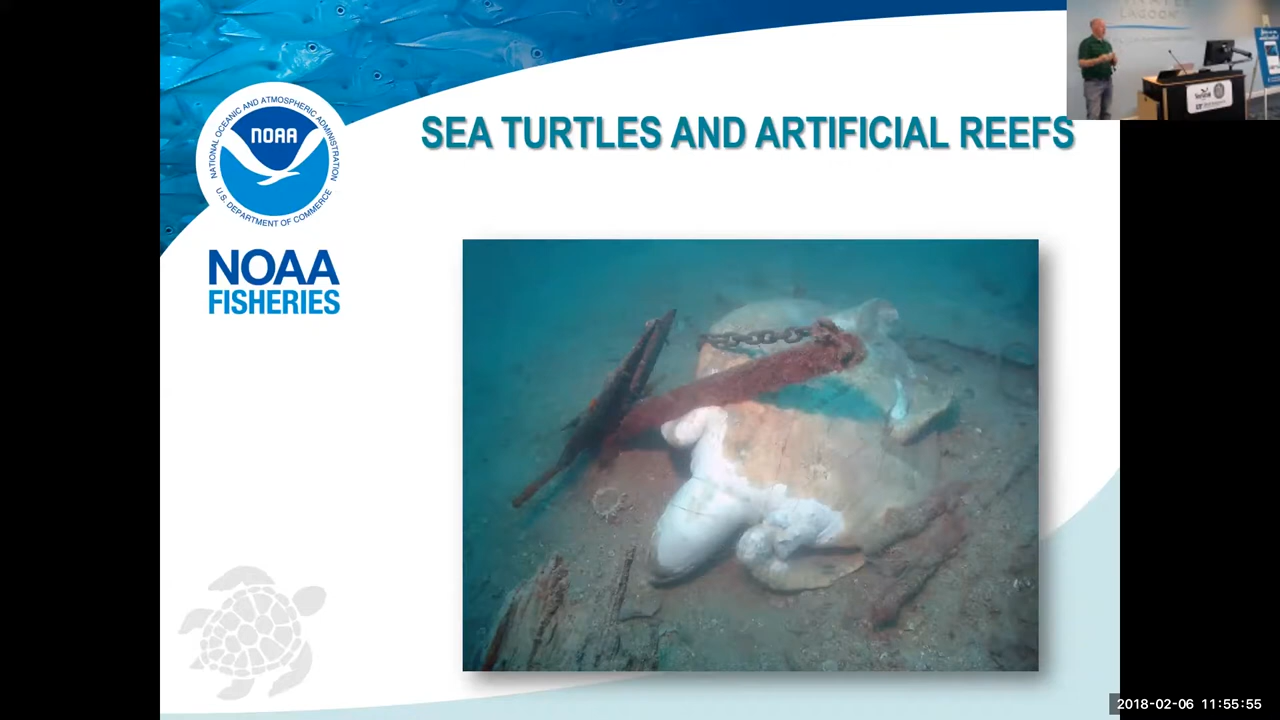 SEA TURTLES AND ARTIFICIAL REEFS
NATIONAL OCEANIC AND ATMOSPHERIC ADMINISTRATION
NOAA
U.S. DEPARTMENT OF COMMERCE
NOAA
FISHERIES
LAGOON
2018-02-06 11:55:55